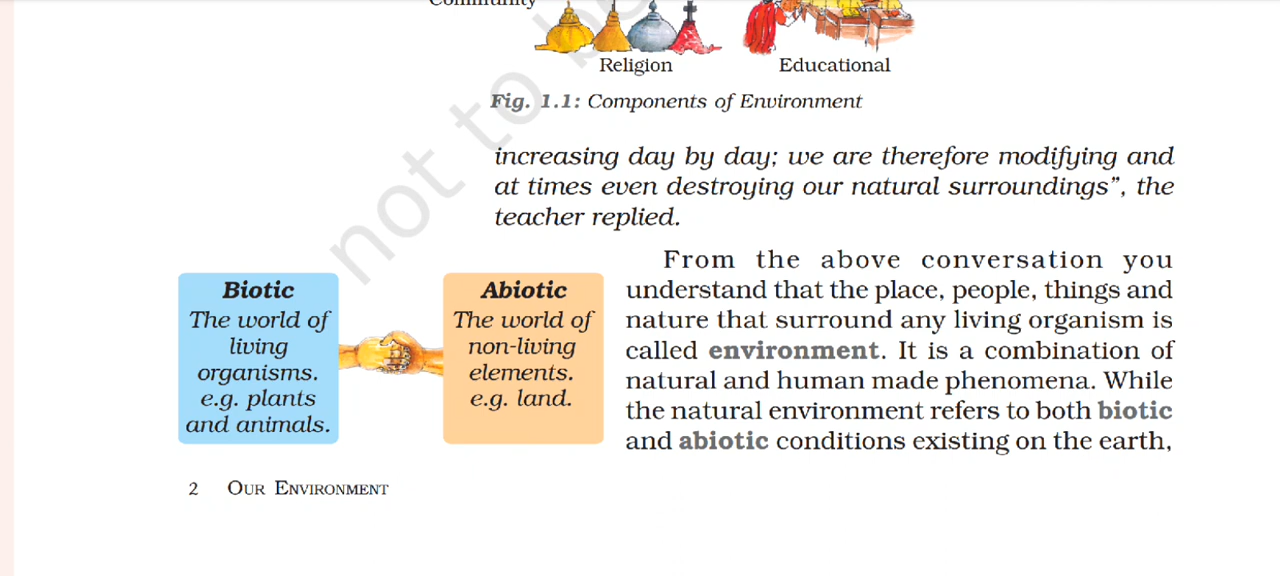 Community
Religion
Educational
Fig. 1.1: Components of Environment
increasing day by day; we are therefore modifying and
at times even destroying our natural surroundings”, the
teacher replied.
From the above conversation you
understand that the place, people, things and
nature that surround any living organism is
called environment. It is a combination of
natural and human made phenomena. While
the natural environment refers to both biotic
and abiotic conditions existing on the earth,
Biotic
The world of
living
organisms.
e.g. plants
and animals.
Abiotic
The world of
non-living
elements.
e.g. land.
2 OUR ENVIRONMENT
not to be